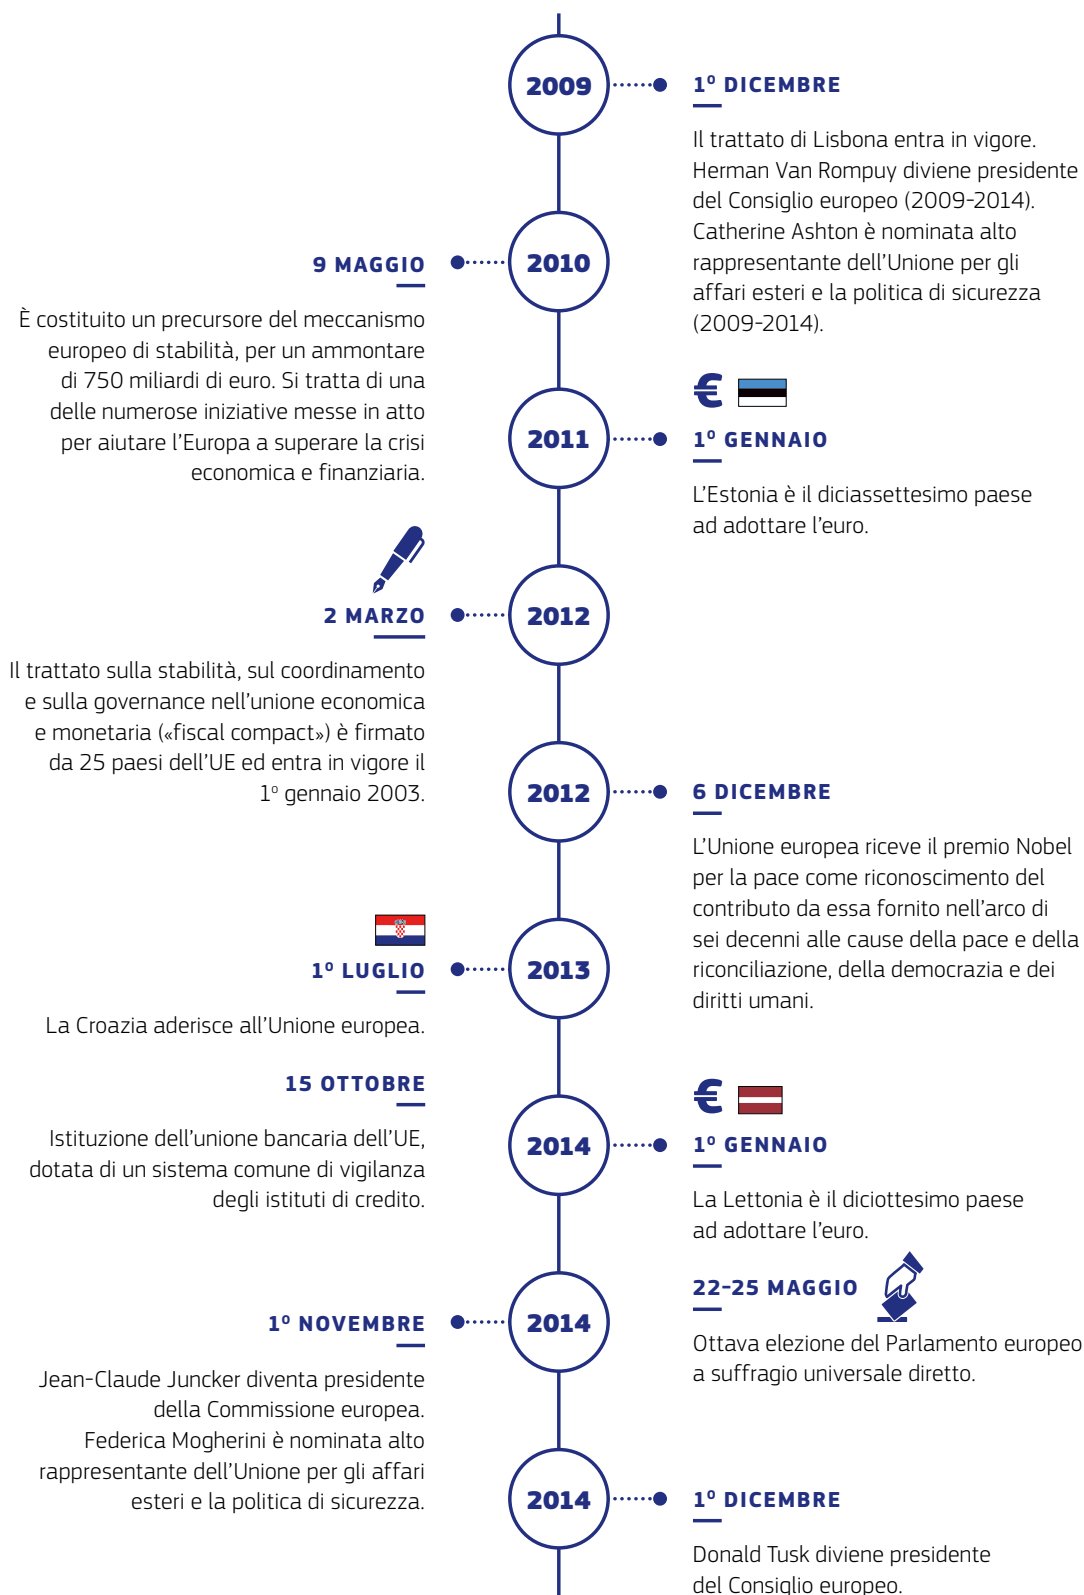 2009
1º DICEMBRE
Il trattato di Lisbona entra in vigore.
Herman Van Rompuy diviene presidente
del Consiglio europeo (2009-2014).
Catherine Ashton è nominata alto
rappresentante dell’Unione per gli
affari esteri e la politica di sicurezza
(2009-2014).
2010
9 MAGGIO
È costituito un precursore del meccanismo
europeo di stabilità, per un ammontare
di 750 miliardi di euro. Si tratta di una
delle numerose iniziative messe in atto
per aiutare l’Europa a superare la crisi
economica e finanziaria.
€
2011
1º GENNAIO
L’Estonia è il diciassettesimo paese
ad adottare l’euro.
2012
2 MARZO
Il trattato sulla stabilità, sul coordinamento
e sulla governance nell’unione economica
e monetaria («fiscal compact») è firmato
da 25 paesi dell’UE ed entra in vigore il
1º gennaio 2003.
2012
6 DICEMBRE
L’Unione europea riceve il premio Nobel
per la pace come riconoscimento del
contributo da essa fornito nell’arco di
sei decenni alle cause della pace e della
riconciliazione, della democrazia e dei
diritti umani.
2013
1º LUGLIO
La Croazia aderisce all’Unione europea.
15 OTTOBRE
Istituzione dell’unione bancaria dell’UE,
dotata di un sistema comune di vigilanza
degli istituti di credito.
€
2014
1º GENNAIO
La Lettonia è il diciottesimo paese
ad adottare l’euro.
22-25 MAGGIO
Ottava elezione del Parlamento europeo
a suffragio universale diretto.
2014
1º NOVEMBRE
Jean-Claude Juncker diventa presidente
della Commissione europea.
Federica Mogherini è nominata alto
rappresentante dell’Unione per gli affari
esteri e la politica di sicurezza.
2014
1º DICEMBRE
Donald Tusk diviene presidente
del Consiglio europeo.